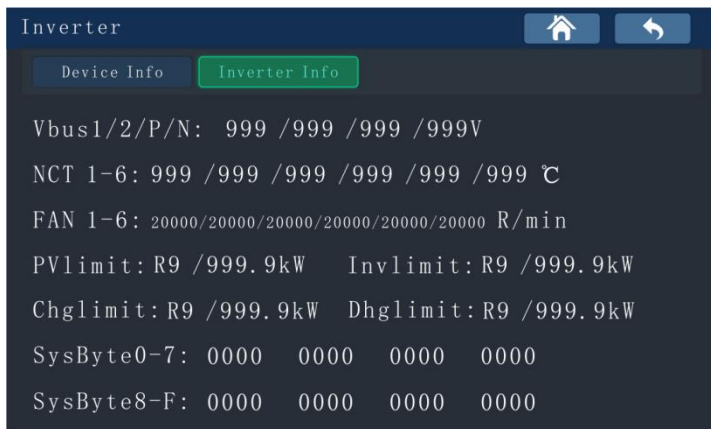 Inverter
Device Info Inverter Info
Vbus1/2/P/N: 999 /999 /999 /999V
NCT 1-6: 999 /999 /999 /999 /999 /999 ℃
FAN 1-6: 20000/20000/20000/20000/20000/20000 R/min
PVlimit: R9 /999.9kW Invlimit: R9 /999.9kW
Chglimit: R9 /999.9kW Dhglimit: R9 /999.9kW
SysByte0-7: 0000 0000 0000 0000
SysByte8-F: 0000 0000 0000 0000